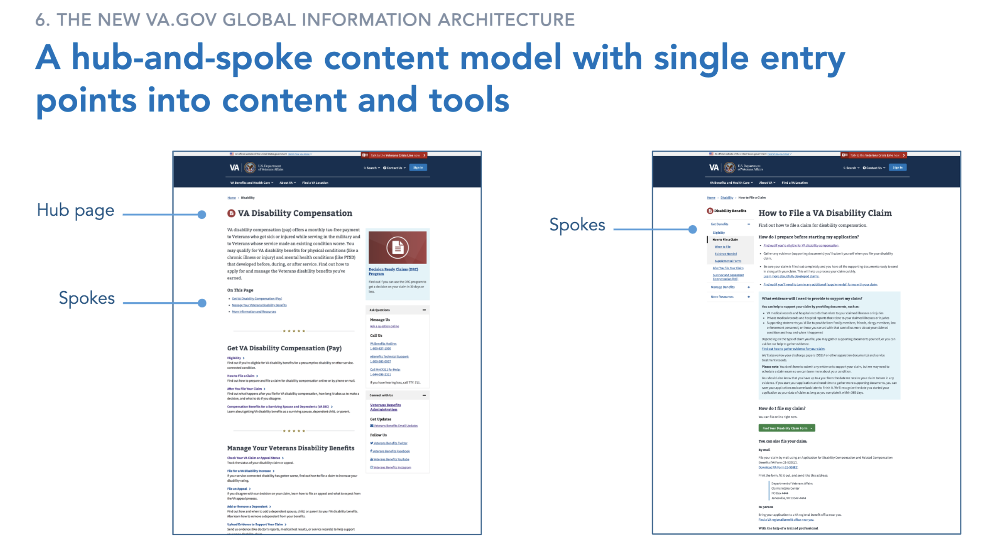 6. THE NEW VA.GOV GLOBAL INFORMATION ARCHITECTURE
A hub-and-spoke content model with single entry
points into content and tools
Hub page
Spokes
An official website of the United States government Here's how you know
Talk to the Veterans Crisis Line now
VA
U.S. Department
of Veterans Affairs
Search
Contact Us
Sign In
VA Benefits and Health Care
About VA
Find a VA Location
Home › Disability
VA Disability Compensation
VA disability compensation (pay) offers a monthly tax-free payment
to Veterans who got sick or injured while serving in the military and
to Veterans whose service made an existing condition worse. You
may qualify for VA disability benefits for physical conditions (like a
chronic illness or injury) and mental health conditions (like PTSD)
that developed before, during, or after service. Find out how to
apply for and manage the Veterans disability benefits you've
earned.
On This Page
Get VA Disability Compensation (Pay)
Manage Your Veterans Disability Benefits
More Information and Resources
Get VA Disability Compensation (Pay)
Eligibility
Find out if you're eligible for VA disability benefits for a presumptive disability or other service-
connected condition.
How to File a Claim
Find out how to prepare and file a claim for disability compensation online or by phone or mail.
After You File Your Claim
Find out what happens after you file for VA disability compensation, how long it takes us to make a
decision, and what to do if you disagree.
Compensation Benefits for a Surviving Spouse and Dependents (VA DIC)
Learn about getting VA disability benefits as a surviving spouse, dependent child, or parent.
Manage Your Veterans Disability Benefits
Check Your VA Claim or Appeal Status
Track the status of your disability claim or appeal.
File for a VA Disability Increase
If your service-connected disability has gotten worse, find out how to file a claim to increase your
disability rating.
File an Appeal
If you disagree with our decision on your claim, learn how to file an appeal and what to expect from
the VA appeal process.
Add or Remove a Dependent
Find out how and when to add a dependent spouse, child, or parent to your VA disability benefits.
Also learn how to remove a dependent from your benefits.
Upload Evidence to Support Your Claim
Send us evidence (like doctor's reports, medical test results, or service records) to help support
Decision Ready Claims (DRC)
Program
Find out if you can use the DRC program to
get a decision on your claim in 30 days or
less.
Ask Questions
Message Us
Ask a question online
Call Us
VA Benefits Hotline:
1-800-827-1000
eBenefits Technical Support:
1-800-983-0937
Call MyVA311 for Help:
1-844-698-2311
If you have hearing loss, call TTY: 711.
Connect with Us
Veterans Benefits
Administration
Get Updates
Veterans Benefits Email Updates
Follow Us
Veterans Benefits Twitter
Veterans Benefits Facebook
Veterans Benefits YouTube
Veterans Benefits Instagram
Spokes
An official website of the United States government Here's how you know
Talk to the Veterans Crisis Line now
VA
U.S. Department
of Veterans Affairs
Search
Contact Us
Sign In
VA Benefits and Health Care
About VA
Find a VA Location
Home › Disability › How to File a Claim
Disability Benefits
Get Benefits
Eligibility
How to File a Claim
When to File
Evidence Needed
Supplemental Forms
After You File Your Claim
Survivor and Dependent
Compensation (DIC)
Manage Benefits
More Resources
How to File a VA Disability Claim
Find out how to file a claim for disability compensation.
How do I prepare before starting my application?
Find out if you're eligible for VA disability compensation.
Gather any evidence (supporting documents) you'll submit yourself when you file your disability
claim.
Be sure your claim is filled out completely and you have all the supporting documents ready to send
in along with your claim. This will help us process your claim quickly.
Learn more about fully developed claims.
Find out if you'll need to turn in any additional (supplemental) forms with your claim.
What evidence will I need to provide to support my claim?
You can help to support your claim by providing documents, such as:
VA medical records and hospital records that relate to your claimed illnesses or injuries
Private medical records and hospital reports that relate to your claimed illnesses or injuries
Supporting statements you'd like to provide from family members, friends, clergy members, law
enforcement personnel, or those you served with that can tell us more about your claimed
condition and how and when it happened
Depending on the type of claim you file, you may gather supporting documents yourself, or you can
ask for our help to gather evidence.
Find out how to gather evidence for your claim.
We'll also review your discharge papers (DD214 or other separation documents) and service
treatment records.
Please note: You don't have to submit any evidence to support your claim, but we may need to
schedule a claim exam so we can learn more about your condition.
You should also know that you have up to a year from the date we receive your claim to turn in any
evidence. If you start your application and need time to gather more supporting documents, you can
save your application and come back later to finish it. We'll recognize the date you started your
application as your date of claim as long as you complete it within 365 days.
How do I file my claim?
You can file online right now.
Find Your Disability Claim Form
You can also file your claim:
By mail
File your claim by mail using an Application for Disability Compensation and Related Compensation
Benefits (VA Form 21-526EZ).
Download VA Form 21-526EZ.
Print the form, fill it out, and send it to this address:
Department of Veterans Affairs
Claims Intake Center
PO Box 4444
Janesville, WI 53547-4444
In person
Bring your application to a VA regional benefit office near you.
Find a VA regional benefit office near you.
With the help of a trained professional